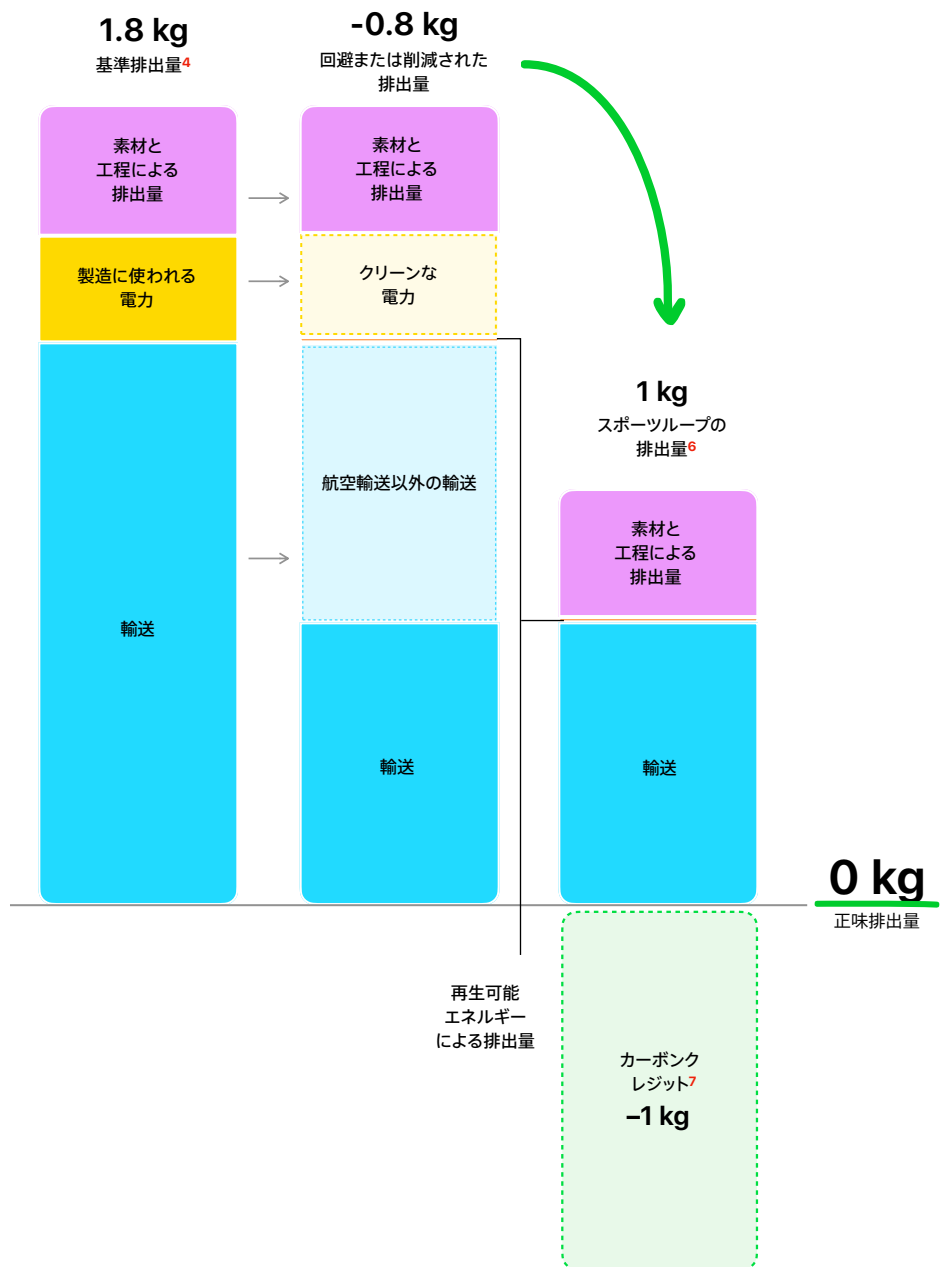 1.8 kg
基準排出量4
-0.8 kg
回避または削減された
排出量
素材と
工程による
排出量
製造に使われる
電力
輸送
素材と
工程による
排出量
クリーンな
電力
航空輸送以外の輸送
輸送
1 kg
スポーツループの
排出量6
素材と
工程による
排出量
輸送
0 kg
正味排出量
再生可能
エネルギー
による排出量
カーボンク
レジット7
–1 kg